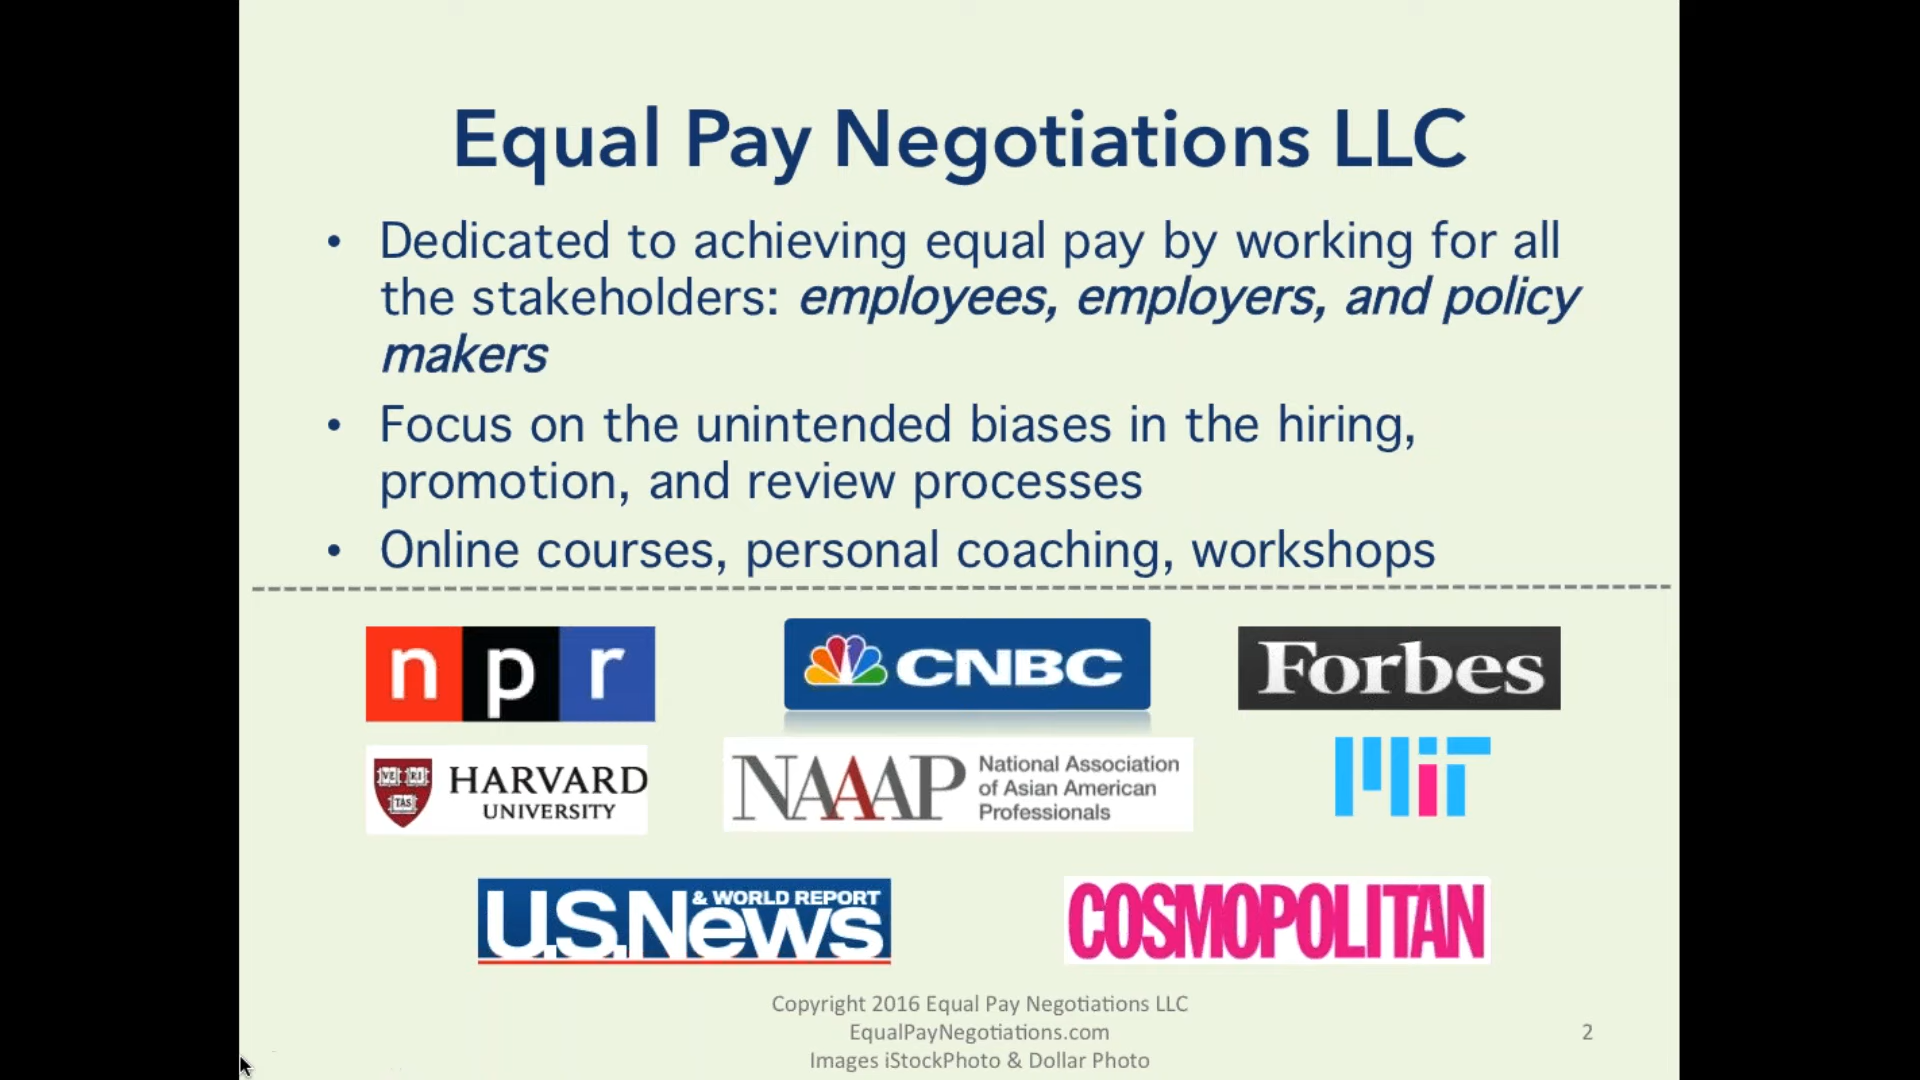 Equal Pay Negotiations LLC
• Dedicated to achieving equal pay by working for all
the stakeholders: employees, employers, and policy
makers
• Focus on the unintended biases in the hiring,
promotion, and review processes
• Online courses, personal coaching, workshops
npr
CNBC
Forbes
VE RI
TAS
HARVARD
UNIVERSITY
NAAAP
National Association
of Asian American
Professionals
MIT
U.S.News
& WORLD REPORT
COSMOPOLITAN
Copyright 2016 Equal Pay Negotiations LLC
EqualPayNegotiations.com
Images iStockPhoto & Dollar Photo
2